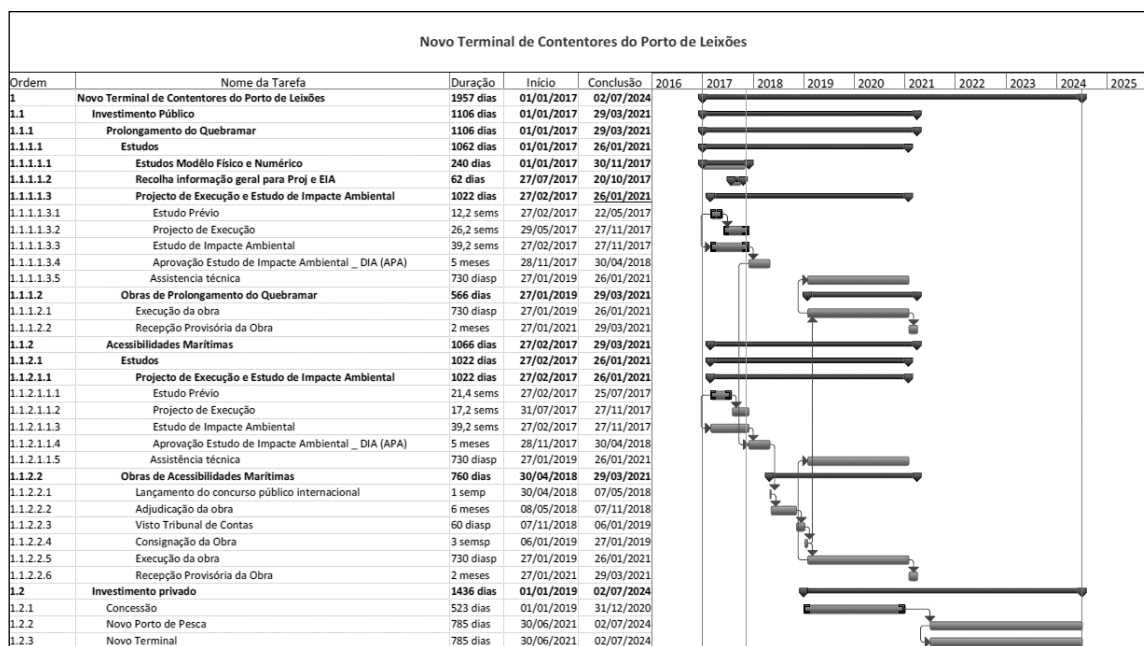 Novo Terminal de Contentores do Porto de Leixões
Ordem Nome da Tarefa Duração Início Conclusão 2016 2017 2018 2019 2020 2021 2022 2023 2024 2025
1 Novo Terminal de Contentores do Porto de Leixões 1957 dias 01/01/2017 02/07/2024
1.1 Investimento Público 1106 dias 01/01/2017 29/03/2021
1.1.1 Prolongamento do Quebramar 1106 dias 01/01/2017 29/03/2021
1.1.1.1 Estudos 1062 dias 01/01/2017 26/01/2021
1.1.1.1.1 Estudos Modêlo Físico e Numérico 240 dias 01/01/2017 30/11/2017
1.1.1.1.2 Recolha informação geral para Proj e EIA 62 dias 27/07/2017 20/10/2017
1.1.1.1.3 Projecto de Execução e Estudo de Impacte Ambiental 1022 dias 27/02/2017 26/01/2021
1.1.1.1.3.1 Estudo Prévio 12,2 sems 27/02/2017 22/05/2017
1.1.1.1.3.2 Projecto de Execução 26,2 sems 29/05/2017 27/11/2017
1.1.1.1.3.3 Estudo de Impacte Ambiental 39,2 sems 27/02/2017 27/11/2017
1.1.1.1.3.4 Aprovação Estudo de Impacte Ambiental _ DIA (APA) 5 meses 28/11/2017 30/04/2018
1.1.1.1.3.5 Assistencia técnica 730 diasp 27/01/2019 26/01/2021
1.1.1.2 Obras de Prolongamento do Quebramar 566 dias 27/01/2019 29/03/2021
1.1.1.2.1 Execução da obra 730 diasp 27/01/2019 26/01/2021
1.1.1.2.2 Recepção Provisória da Obra 2 meses 27/01/2021 29/03/2021
1.1.2 Acessibilidades Marítimas 1066 dias 27/02/2017 29/03/2021
1.1.2.1 Estudos 1022 dias 27/02/2017 26/01/2021
1.1.2.1.1 Projecto de Execução e Estudo de Impacte Ambiental 1022 dias 27/02/2017 26/01/2021
1.1.2.1.1.1 Estudo Prévio 21,4 sems 27/02/2017 25/07/2017
1.1.2.1.1.2 Projecto de Execução 17,2 sems 31/07/2017 27/11/2017
1.1.2.1.1.3 Estudo de Impacte Ambiental 39,2 sems 27/02/2017 27/11/2017
1.1.2.1.1.4 Aprovação Estudo de Impacte Ambiental _ DIA (APA) 5 meses 28/11/2017 30/04/2018
1.1.2.1.1.5 Assistência técnica 730 diasp 27/01/2019 26/01/2021
1.1.2.2 Obras de Acessibilidades Marítimas 760 dias 30/04/2018 29/03/2021
1.1.2.2.1 Lançamento do concurso público internacional 1 semp 30/04/2018 07/05/2018
1.1.2.2.2 Adjudicação da obra 6 meses 08/05/2018 07/11/2018
1.1.2.2.3 Visto Tribunal de Contas 60 diasp 07/11/2018 06/01/2019
1.1.2.2.4 Consignação da Obra 3 semsp 06/01/2019 27/01/2019
1.1.2.2.5 Execução da obra 730 diasp 27/01/2019 26/01/2021
1.1.2.2.6 Recepção Provisória da Obra 2 meses 27/01/2021 29/03/2021
1.2 Investimento privado 1436 dias 01/01/2019 02/07/2024
1.2.1 Concessão 523 dias 01/01/2019 31/12/2020
1.2.2 Novo Porto de Pesca 785 dias 30/06/2021 02/07/2024
1.2.3 Novo Terminal 785 dias 30/06/2021 02/07/2024